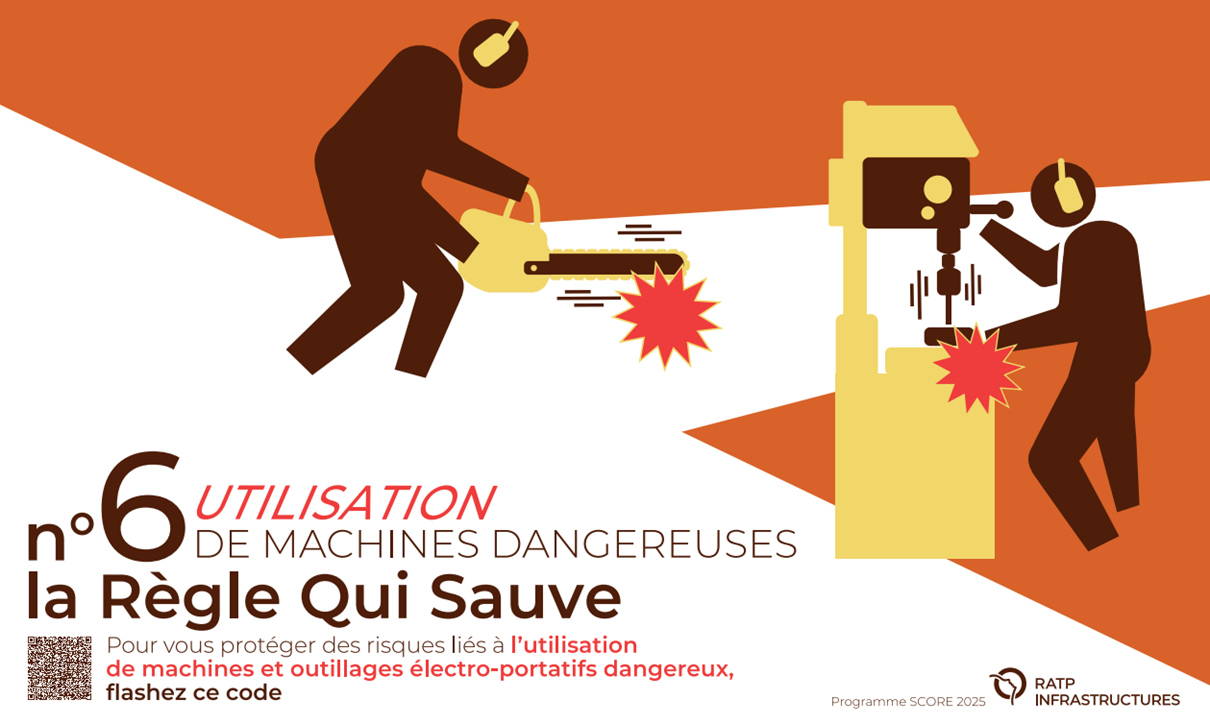 n°6 UTILISATION
DE MACHINES DANGEREUSES
la Règle Qui Sauve
Pour vous protéger des risques liés à l'utilisation
de machines et outillages électro-portatifs dangereux,
flashez ce code
Programme SCORE 2025
RATP
INFRASTRUCTURES